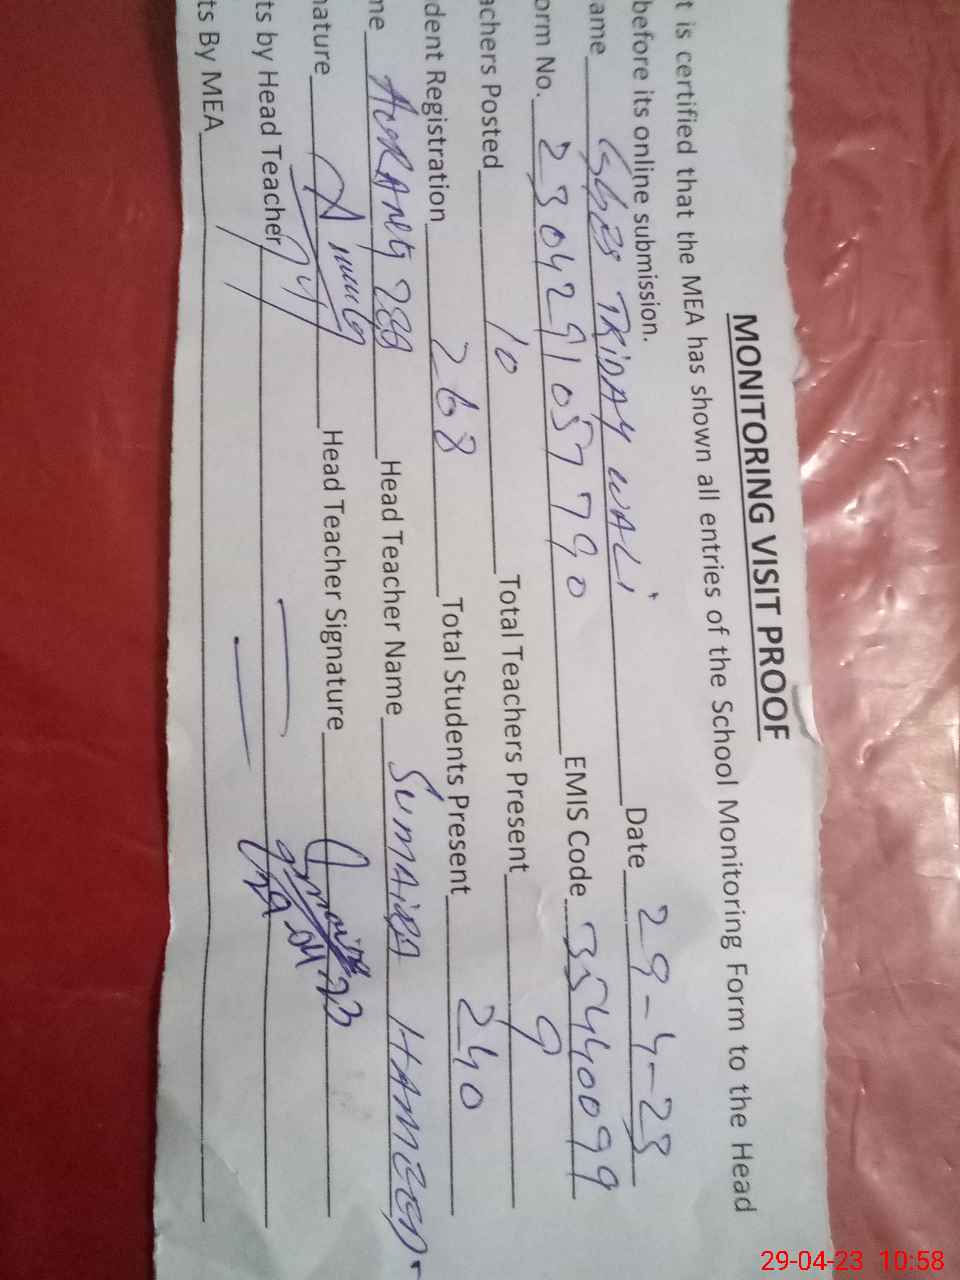 MONITORING VISIT PROOF
t is certified that the MEA has shown all entries of the School Monitoring Form to the Head
before its online submission.
ame GGES TRIDAY WALI Date 29-4-23
orm No. 2304291057790 EMIS Code 35440099
achers Posted 10 Total Teachers Present 9
dent Registration 268 Total Students Present 240
me Head Teacher Name SUMAIRA HAMEED
nature Head Teacher Signature
ts by Head Teacher
ts By MEA
29-04-23 10:58